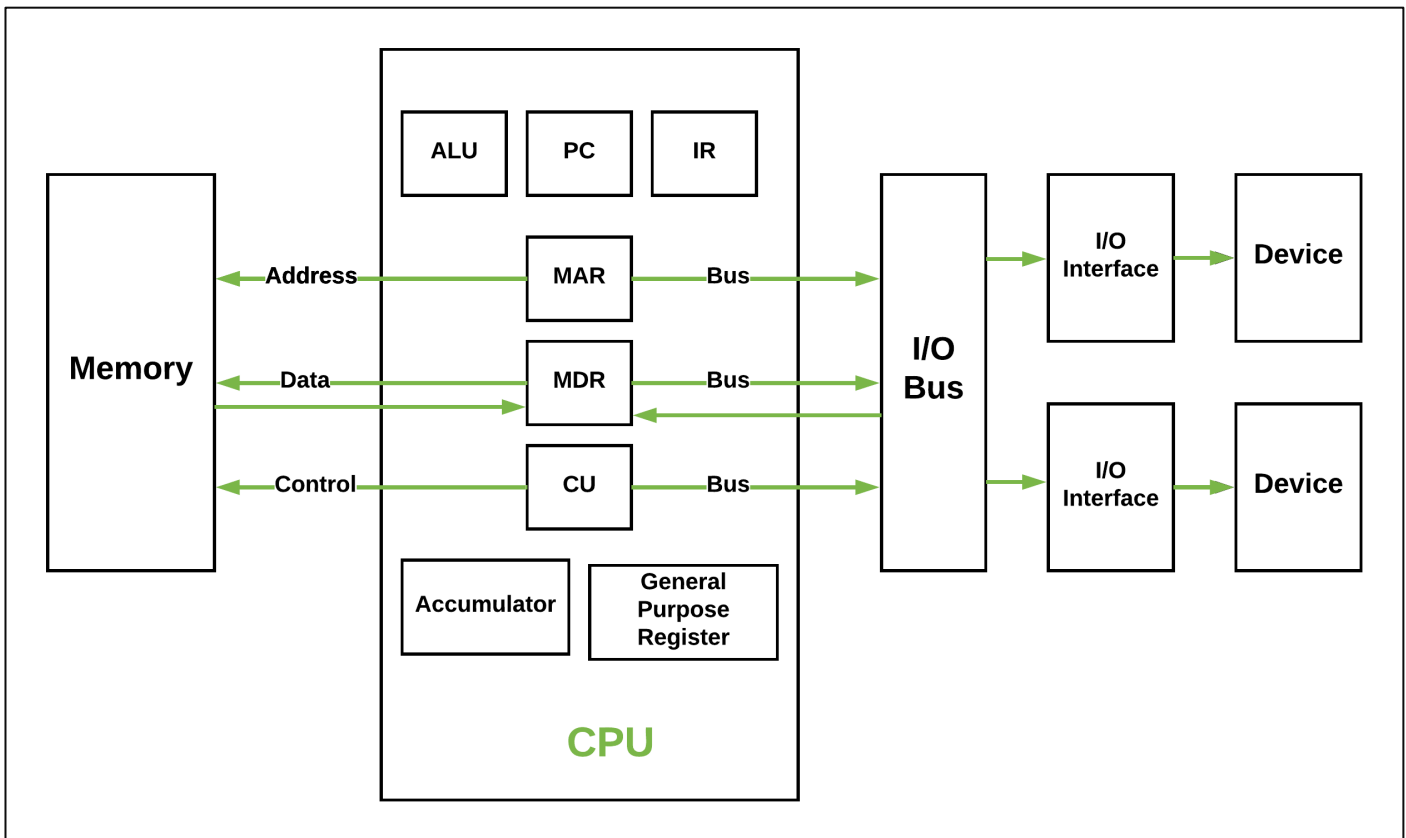 ALU
PC
IR
Address
MAR
Bus
Memory
Data
MDR
Bus
Control
CU
Bus
Accumulator
General
Purpose
Register
CPU
I/O
Bus
I/O
Interface
Device
I/O
Interface
Device